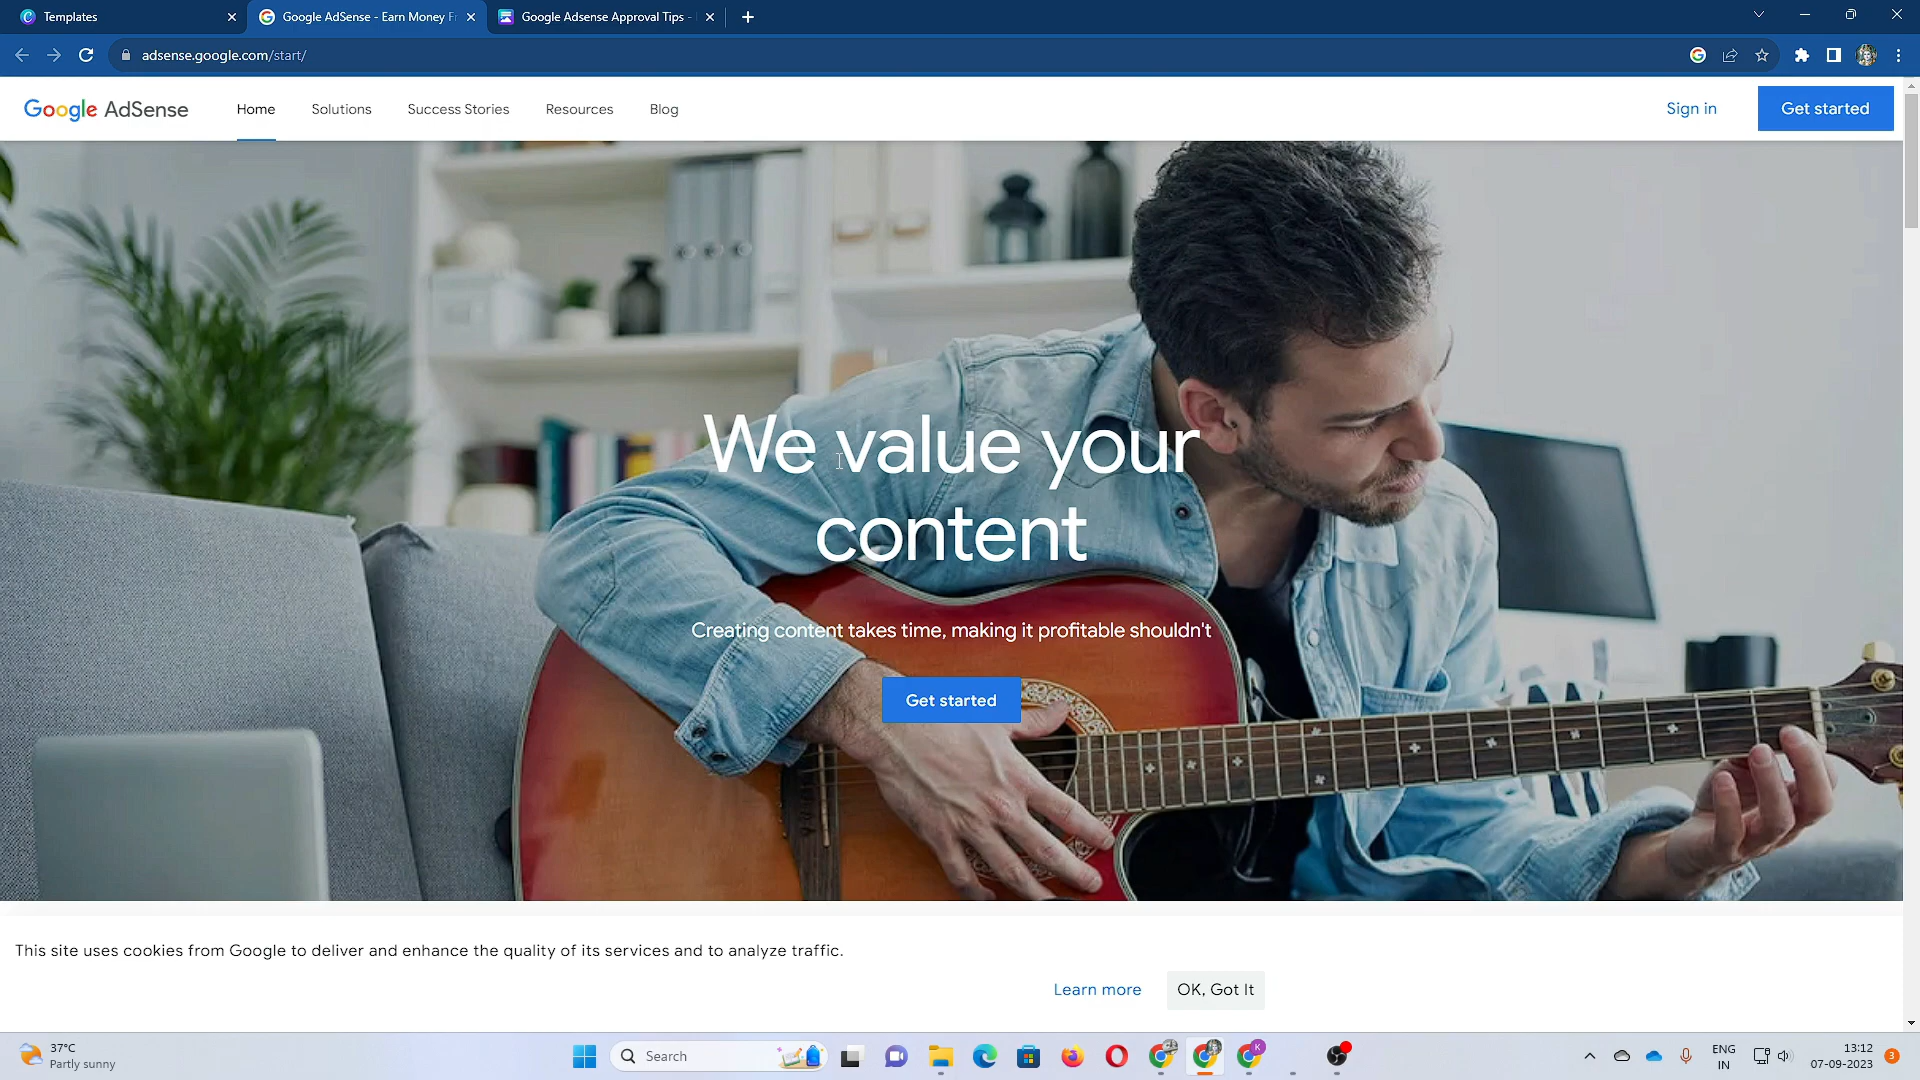 Templates
Google AdSense - Earn Money Fr
Google Adsense Approval Tips -
adsense.google.com/start/
Google AdSense
Home
Solutions
Success Stories
Resources
Blog
Sign in
Get started
We value your
content
Creating content takes time, making it profitable shouldn't
Get started
This site uses cookies from Google to deliver and enhance the quality of its services and to analyze traffic.
Learn more
OK, Got It
37°C
Partly sunny
Search
K
ENG
IN
13:12
07-09-2023
3